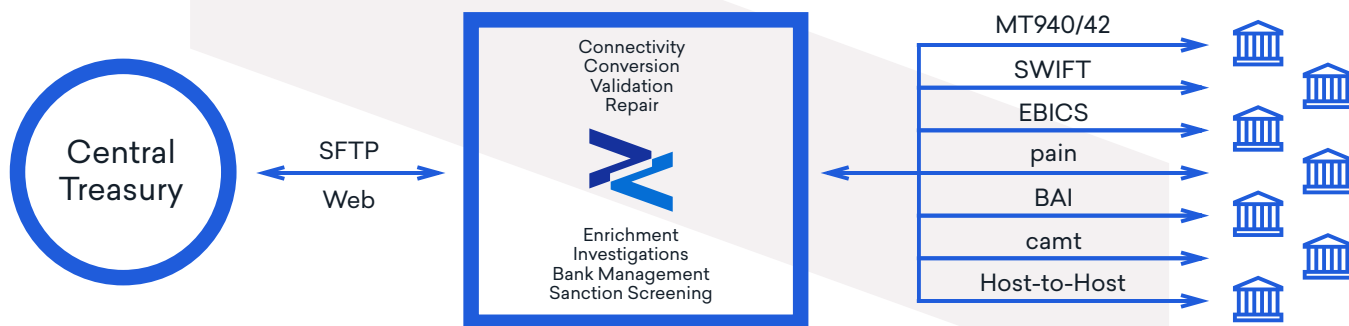 Central
Treasury
SFTP
Web
Connectivity
Conversion
Validation
Repair
Enrichment
Investigations
Bank Management
Sanction Screening
MT940/42
SWIFT
EBICS
pain
BAI
camt
Host-to-Host